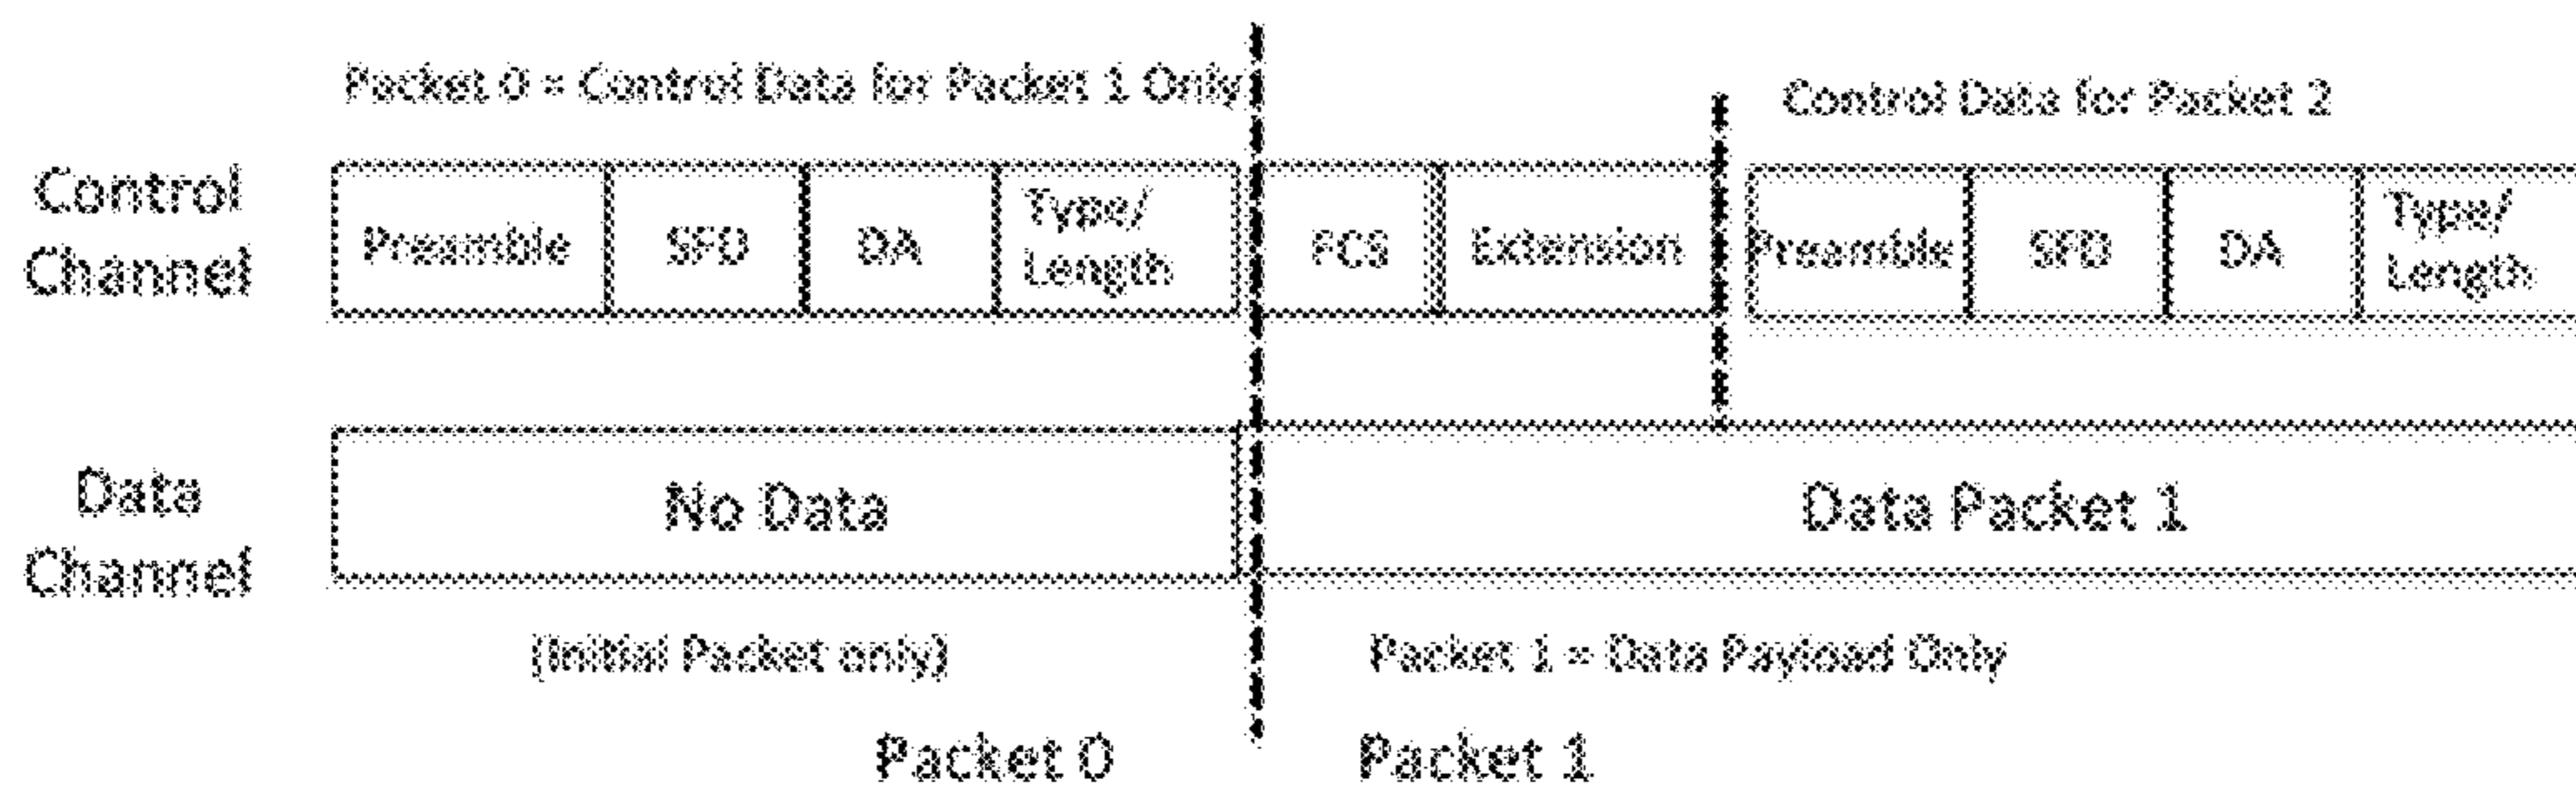 Packet 0 = Control Data for Packet 1 Only
Control Data for Packet 2
Control
Channel
Preamble
SFD
DA
Type/
Length
FCS
Extension
Preamble
SFD
DA
Type/
Length
Data
Channel
No Data
Data Packet 1
(Initial Packet only)
Packet 1 = Data Payload Only
Packet 0
Packet 1